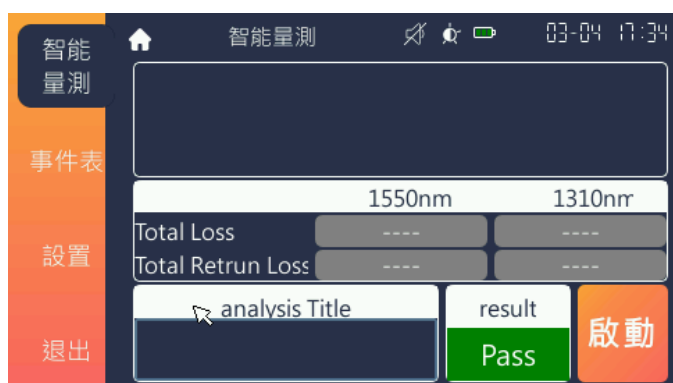 智能
量測
智能量測
03-04 17:34
事件表
設置
退出
1550nm
1310nm
Total Loss
----
----
Total Retrun Loss
----
----
analysis Title
result
Pass
啟動